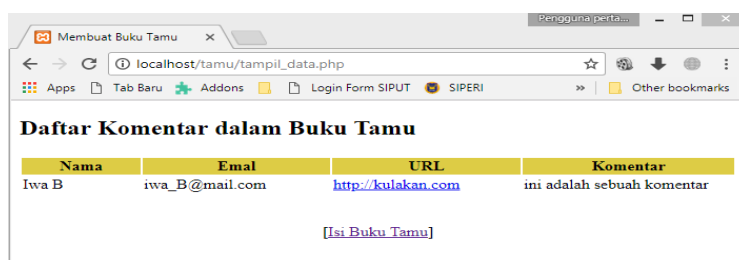 Pengguna perta...
Membuat Buku Tamu
localhost/tamu/tampil_data.php
Apps Tab Baru Addons Login Form SIPUT SIPERI » Other bookmarks
Daftar Komentar dalam Buku Tamu
Nama Emal URL Komentar
Iwa B iwa_B@mail.com http://kulakan.com ini adalah sebuah komentar
[Isi Buku Tamu]